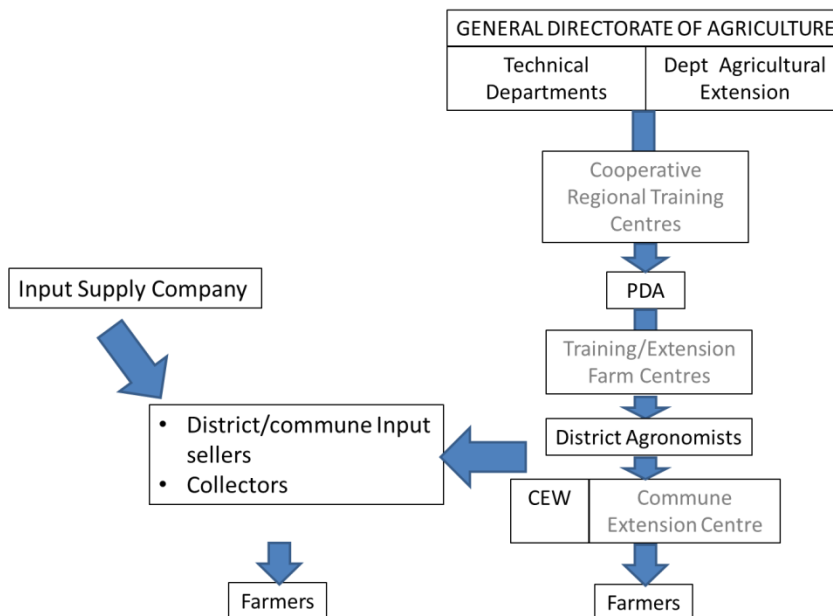 GENERAL DIRECTORATE OF AGRICULTURE
Technical
Departments
Dept Agricultural
Extension
Cooperative
Regional Training
Centres
Input Supply Company
PDA
Training/Extension
Farm Centres
• District/commune Input
sellers
• Collectors
District Agronomists
CEW
Commune
Extension Centre
Farmers
Farmers